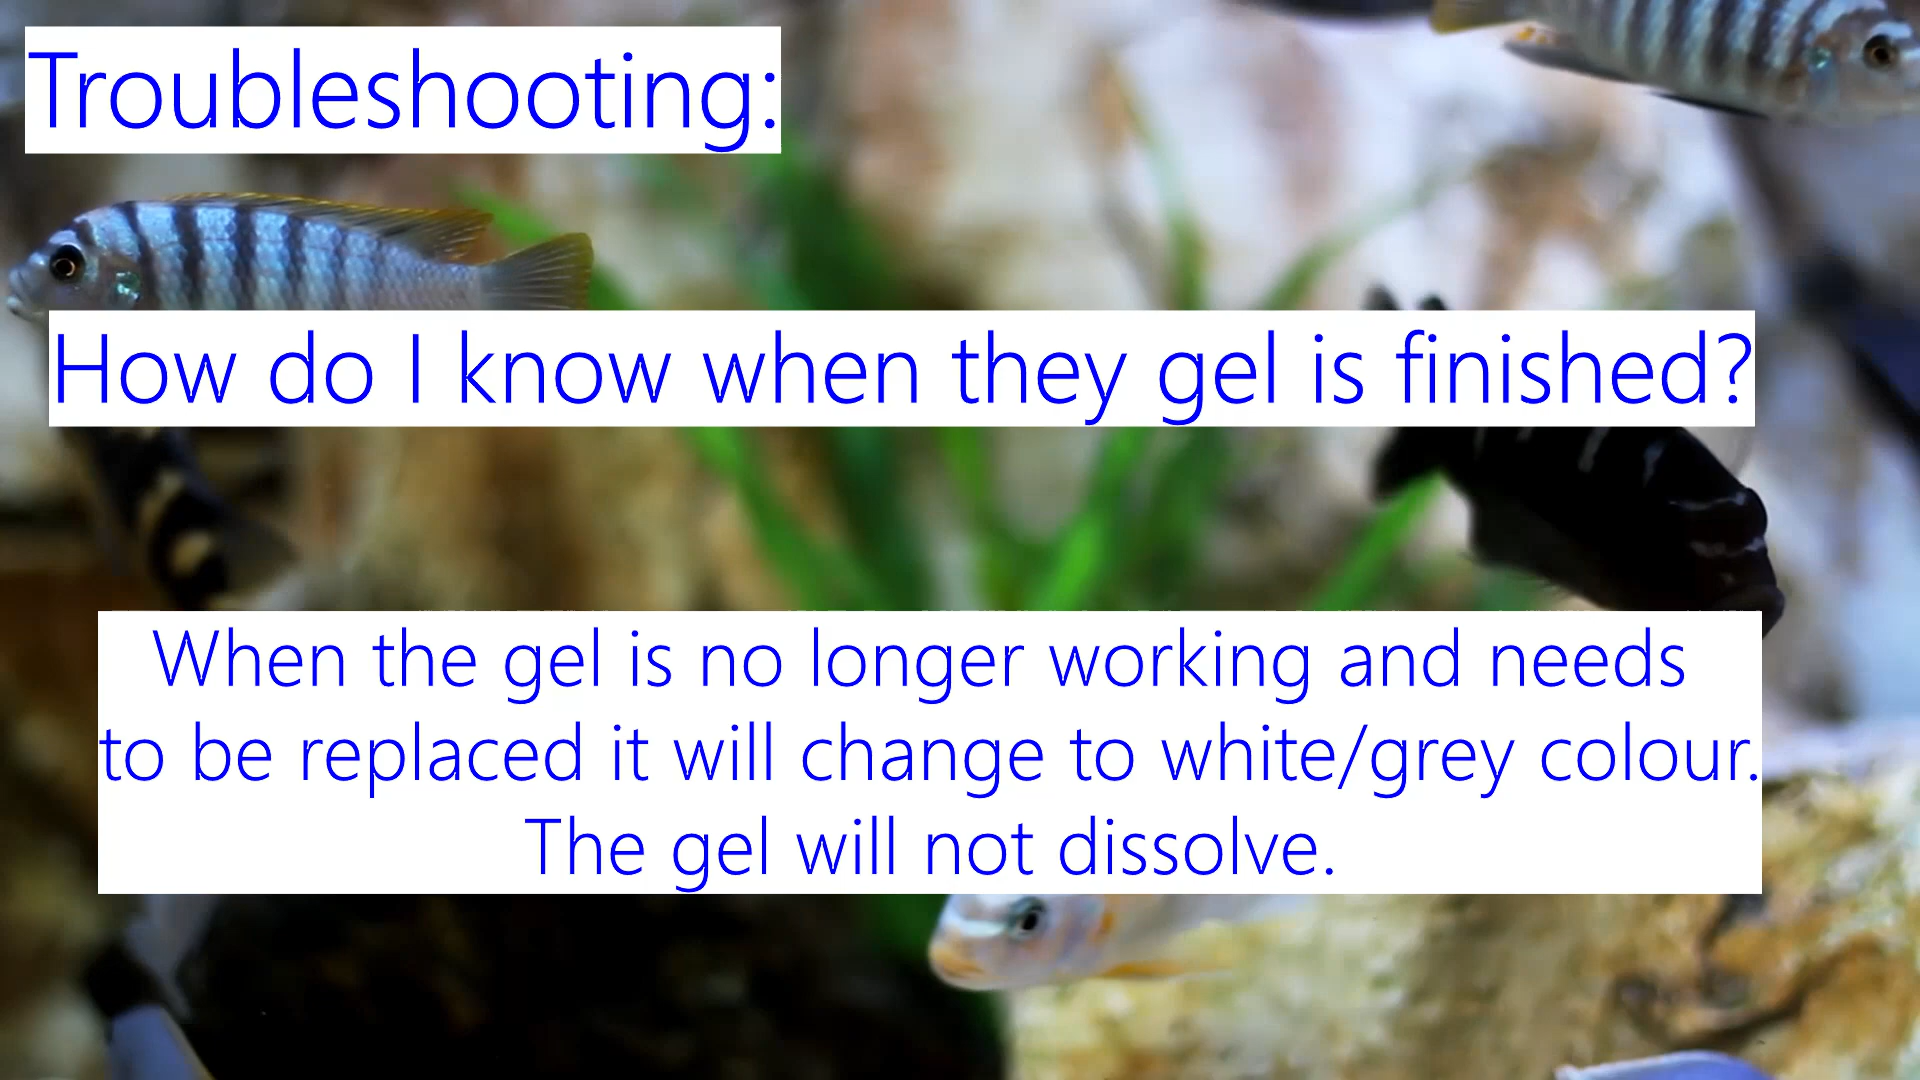 Troubleshooting:
How do I know when they gel is finished?
When the gel is no longer working and needs
to be replaced it will change to white/grey colour.
The gel will not dissolve.